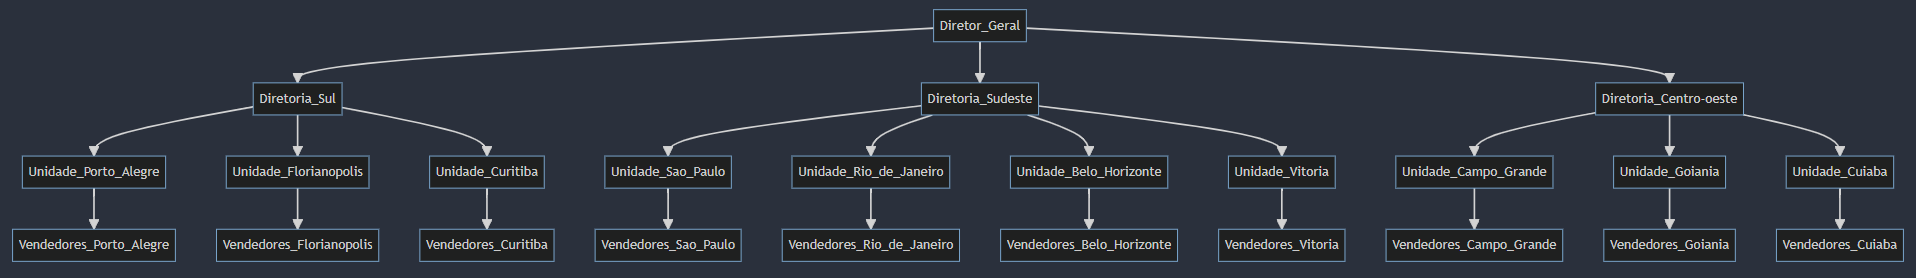 Diretor_Geral
Diretoria_Sul
Diretoria_Sudeste
Diretoria_Centro-oeste
Unidade_Porto_Alegre
Unidade_Florianopolis
Unidade_Curitiba
Unidade_Sao_Paulo
Unidade_Rio_de_Janeiro
Unidade_Belo_Horizonte
Unidade_Vitoria
Unidade_Campo_Grande
Unidade_Goiania
Unidade_Cuiaba
Vendedores_Porto_Alegre
Vendedores_Florianopolis
Vendedores_Curitiba
Vendedores_Sao_Paulo
Vendedores_Rio_de_Janeiro
Vendedores_Belo_Horizonte
Vendedores_Vitoria
Vendedores_Campo_Grande
Vendedores_Goiania
Vendedores_Cuiaba